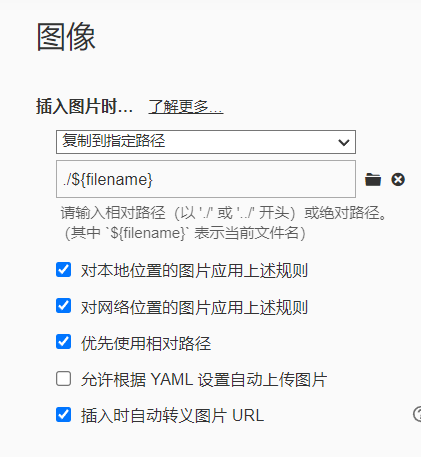 图像
插入图片时... 了解更多...
复制到指定路径
./${filename}
请输入相对路径（以 './' 或 '../' 开头）或绝对路径。
（其中 `${filename}` 表示当前文件名）
对本地位置的图片应用上述规则
对网络位置的图片应用上述规则
优先使用相对路径
允许根据 YAML 设置自动上传图片
插入时自动转义图片 URL